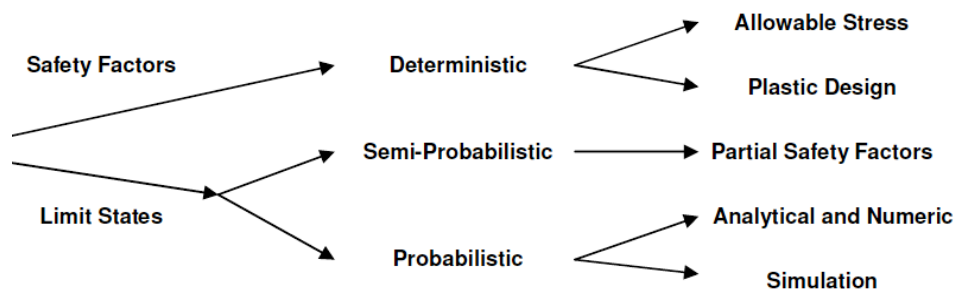 Allowable Stress
Safety Factors
Deterministic
Plastic Design
Semi-Probabilistic
Partial Safety Factors
Limit States
Analytical and Numeric
Probabilistic
Simulation